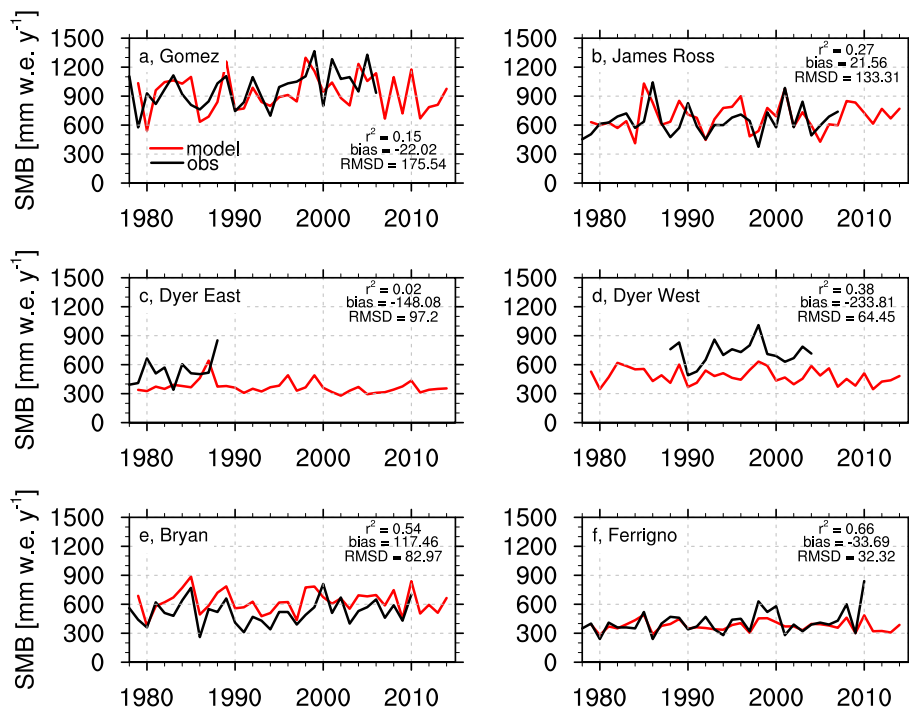 SMB [mm w.e. y⁻¹]
1500
1200
900
600
300
0
a, Gomez
model
obs
r² = 0.15
bias = -22.02
RMSD = 175.54
1980 1990 2000 2010
1500
1200
900
600
300
0
b, James Ross
r² = 0.27
bias = 21.56
RMSD = 133.31
1980 1990 2000 2010
SMB [mm w.e. y⁻¹]
1500
1200
900
600
300
0
c, Dyer East
r² = 0.02
bias = -148.08
RMSD = 97.2
1980 1990 2000 2010
1500
1200
900
600
300
0
d, Dyer West
r² = 0.38
bias = -233.81
RMSD = 64.45
1980 1990 2000 2010
SMB [mm w.e. y⁻¹]
1500
1200
900
600
300
0
e, Bryan
r² = 0.54
bias = 117.46
RMSD = 82.97
1980 1990 2000 2010
1500
1200
900
600
300
0
f, Ferrigno
r² = 0.66
bias = -33.69
RMSD = 32.32
1980 1990 2000 2010